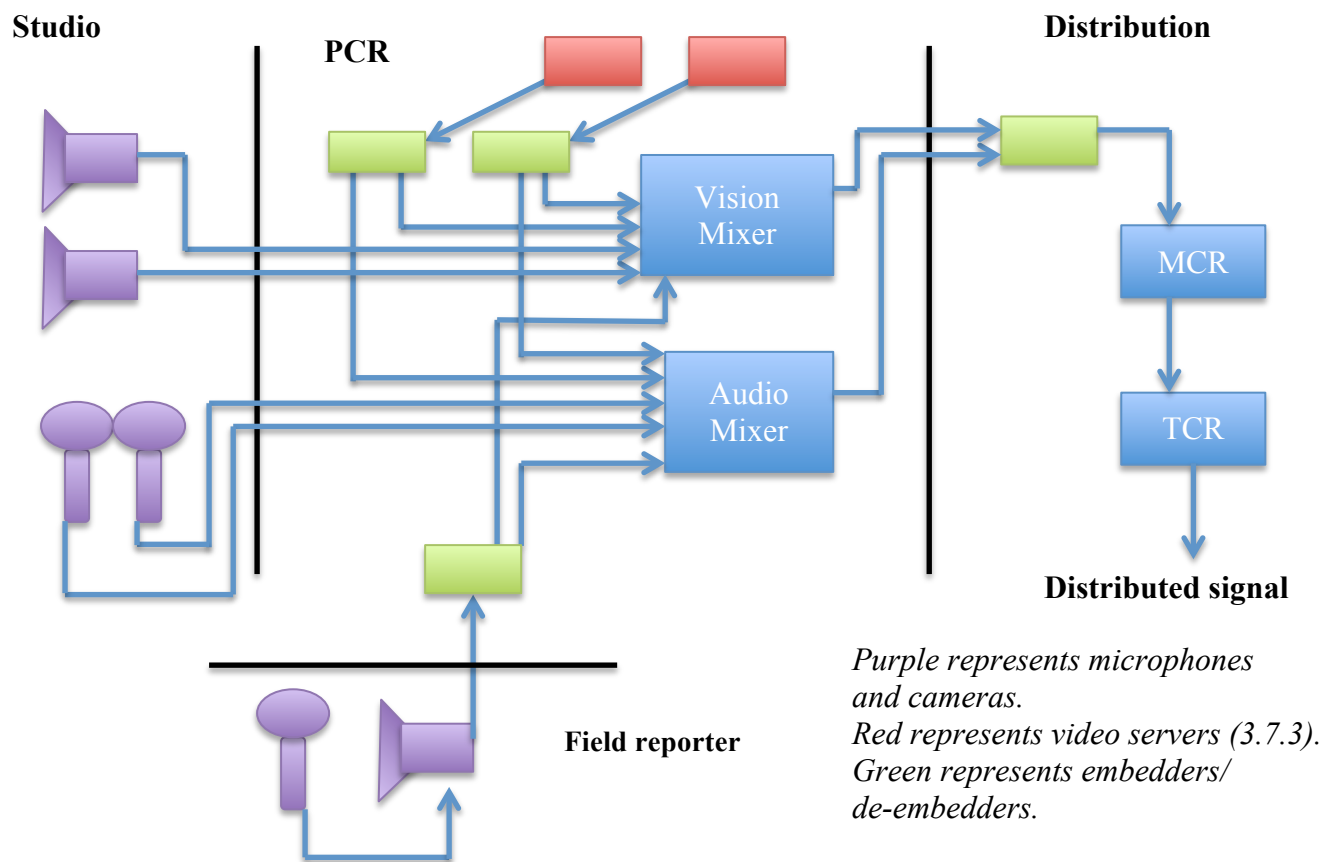 Studio
PCR
Distribution
Vision
Mixer
MCR
Audio
Mixer
TCR
Distributed signal
Field reporter
Purple represents microphones
and cameras.
Red represents video servers (3.7.3).
Green represents embedders/
de-embedders.